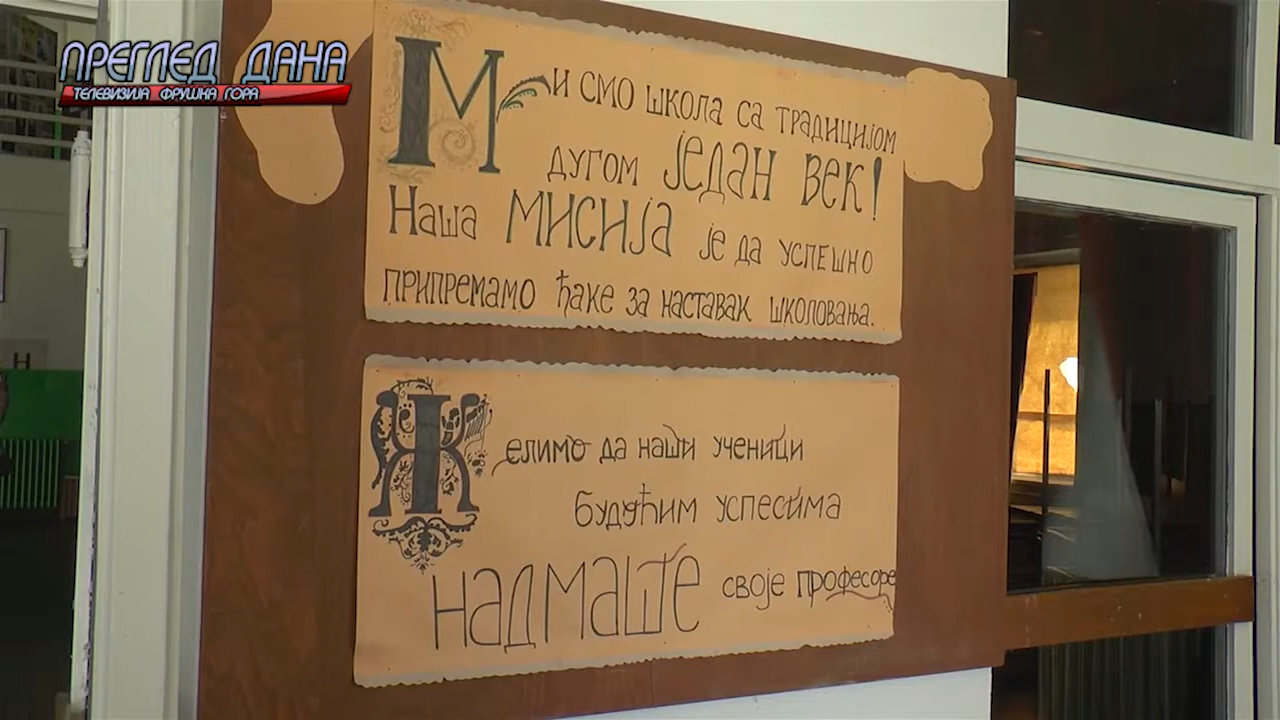 ПРЕГЛЕД ДАНА
ТЕЛЕВИЗИЈА ФРУШКА ГОРА
МИ СМО ШКОЛА СА ТРАДИЦИЈОМ
ДУГОМ ЈЕДАН ВЕК!
НАША МИСИЈА ЈЕ ДА УСПЕШНО
ПРИПРЕМАМО ЂАКЕ ЗА НАСТАВАК ШКОЛОВАЊА.
ЖЕЛИМО ДА НАШИ УЧЕНИЦИ
БУДУЋИМ УСПЕСИМА
НАДМАШЕ СВОЈЕ ПРОФЕСОРЕ
Н